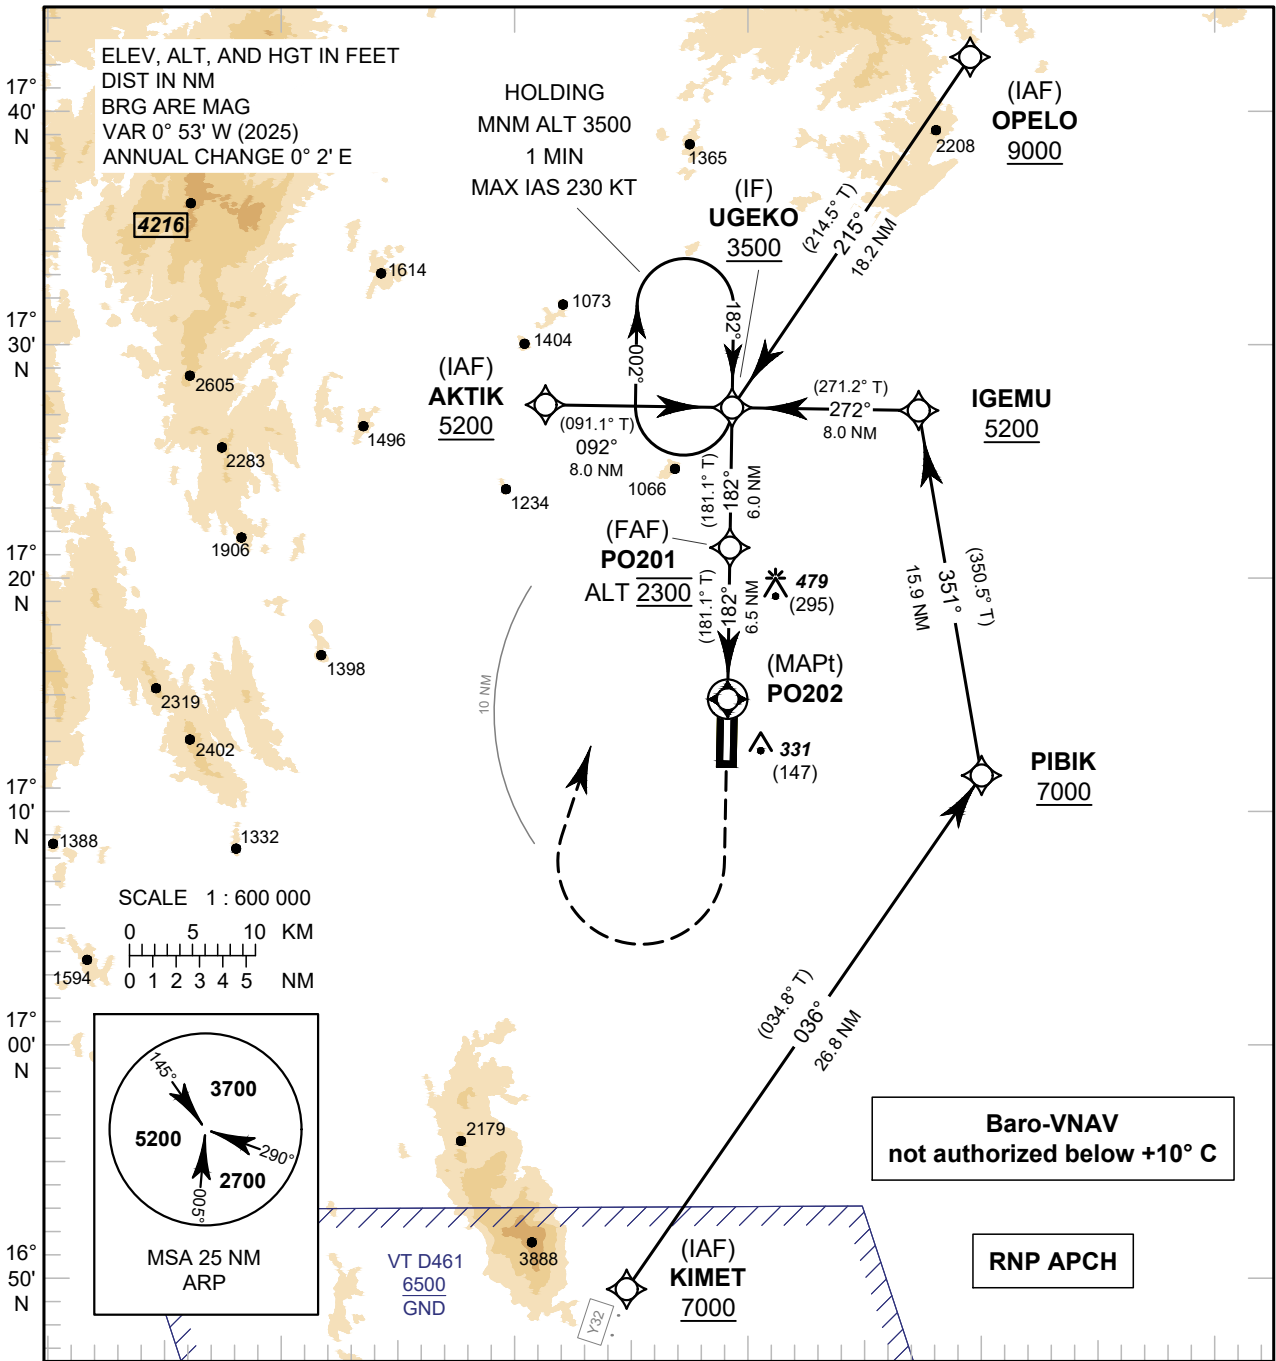 ELEV, ALT, AND HGT IN FEET
DIST IN NM
BRG ARE MAG
VAR 0° 53' W (2025)
ANNUAL CHANGE 0° 2' E
17°
40'
N
HOLDING
MNM ALT 3500
1 MIN
MAX IAS 230 KT
1365
(IAF)
OPELO
9000
2208
(IF)
UGEKO
3500
(214.5° T)
215°
18.2 NM
4216
1614
1073
1404
17°
30'
N
182°
002°
2605
(IAF)
AKTIK
5200
(091.1° T)
092°
8.0 NM
(271.2° T)
272°
8.0 NM
IGEMU
5200
1496
2283
1066
1234
(181.1° T)
182°
6.0 NM
1906
(FAF)
PO201
ALT 2300
17°
20'
N
(181.1° T)
182°
6.5 NM
479
(295)
(350.5° T)
351°
15.9 NM
1398
2319
10 NM
(MAPt)
PO202
2402
331
(147)
PIBIK
7000
17°
10'
N
1388
1332
SCALE 1 : 600 000
0 5 10 KM
0 1 2 3 4 5 NM
1594
(034.8° T)
036°
26.8 NM
17°
00'
N
145°
3700
5200
290°
2700
005°
MSA 25 NM
ARP
2179
Baro-VNAV
not authorized below +10° C
16°
50'
N
VT D461
6500
GND
3888
(IAF)
KIMET
7000
RNP APCH
Y32